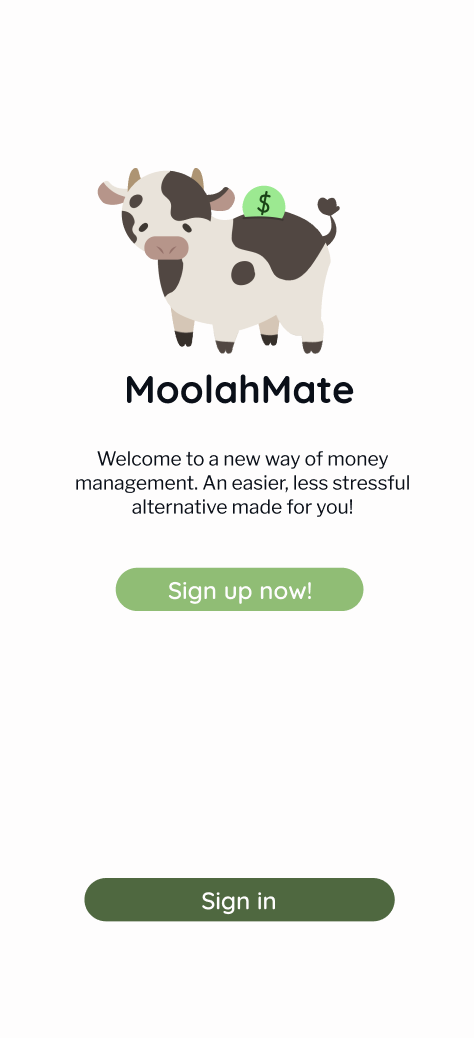 $
MoolahMate
Welcome to a new way of money
management. An easier, less stressful
alternative made for you!
Sign up now!
Sign in